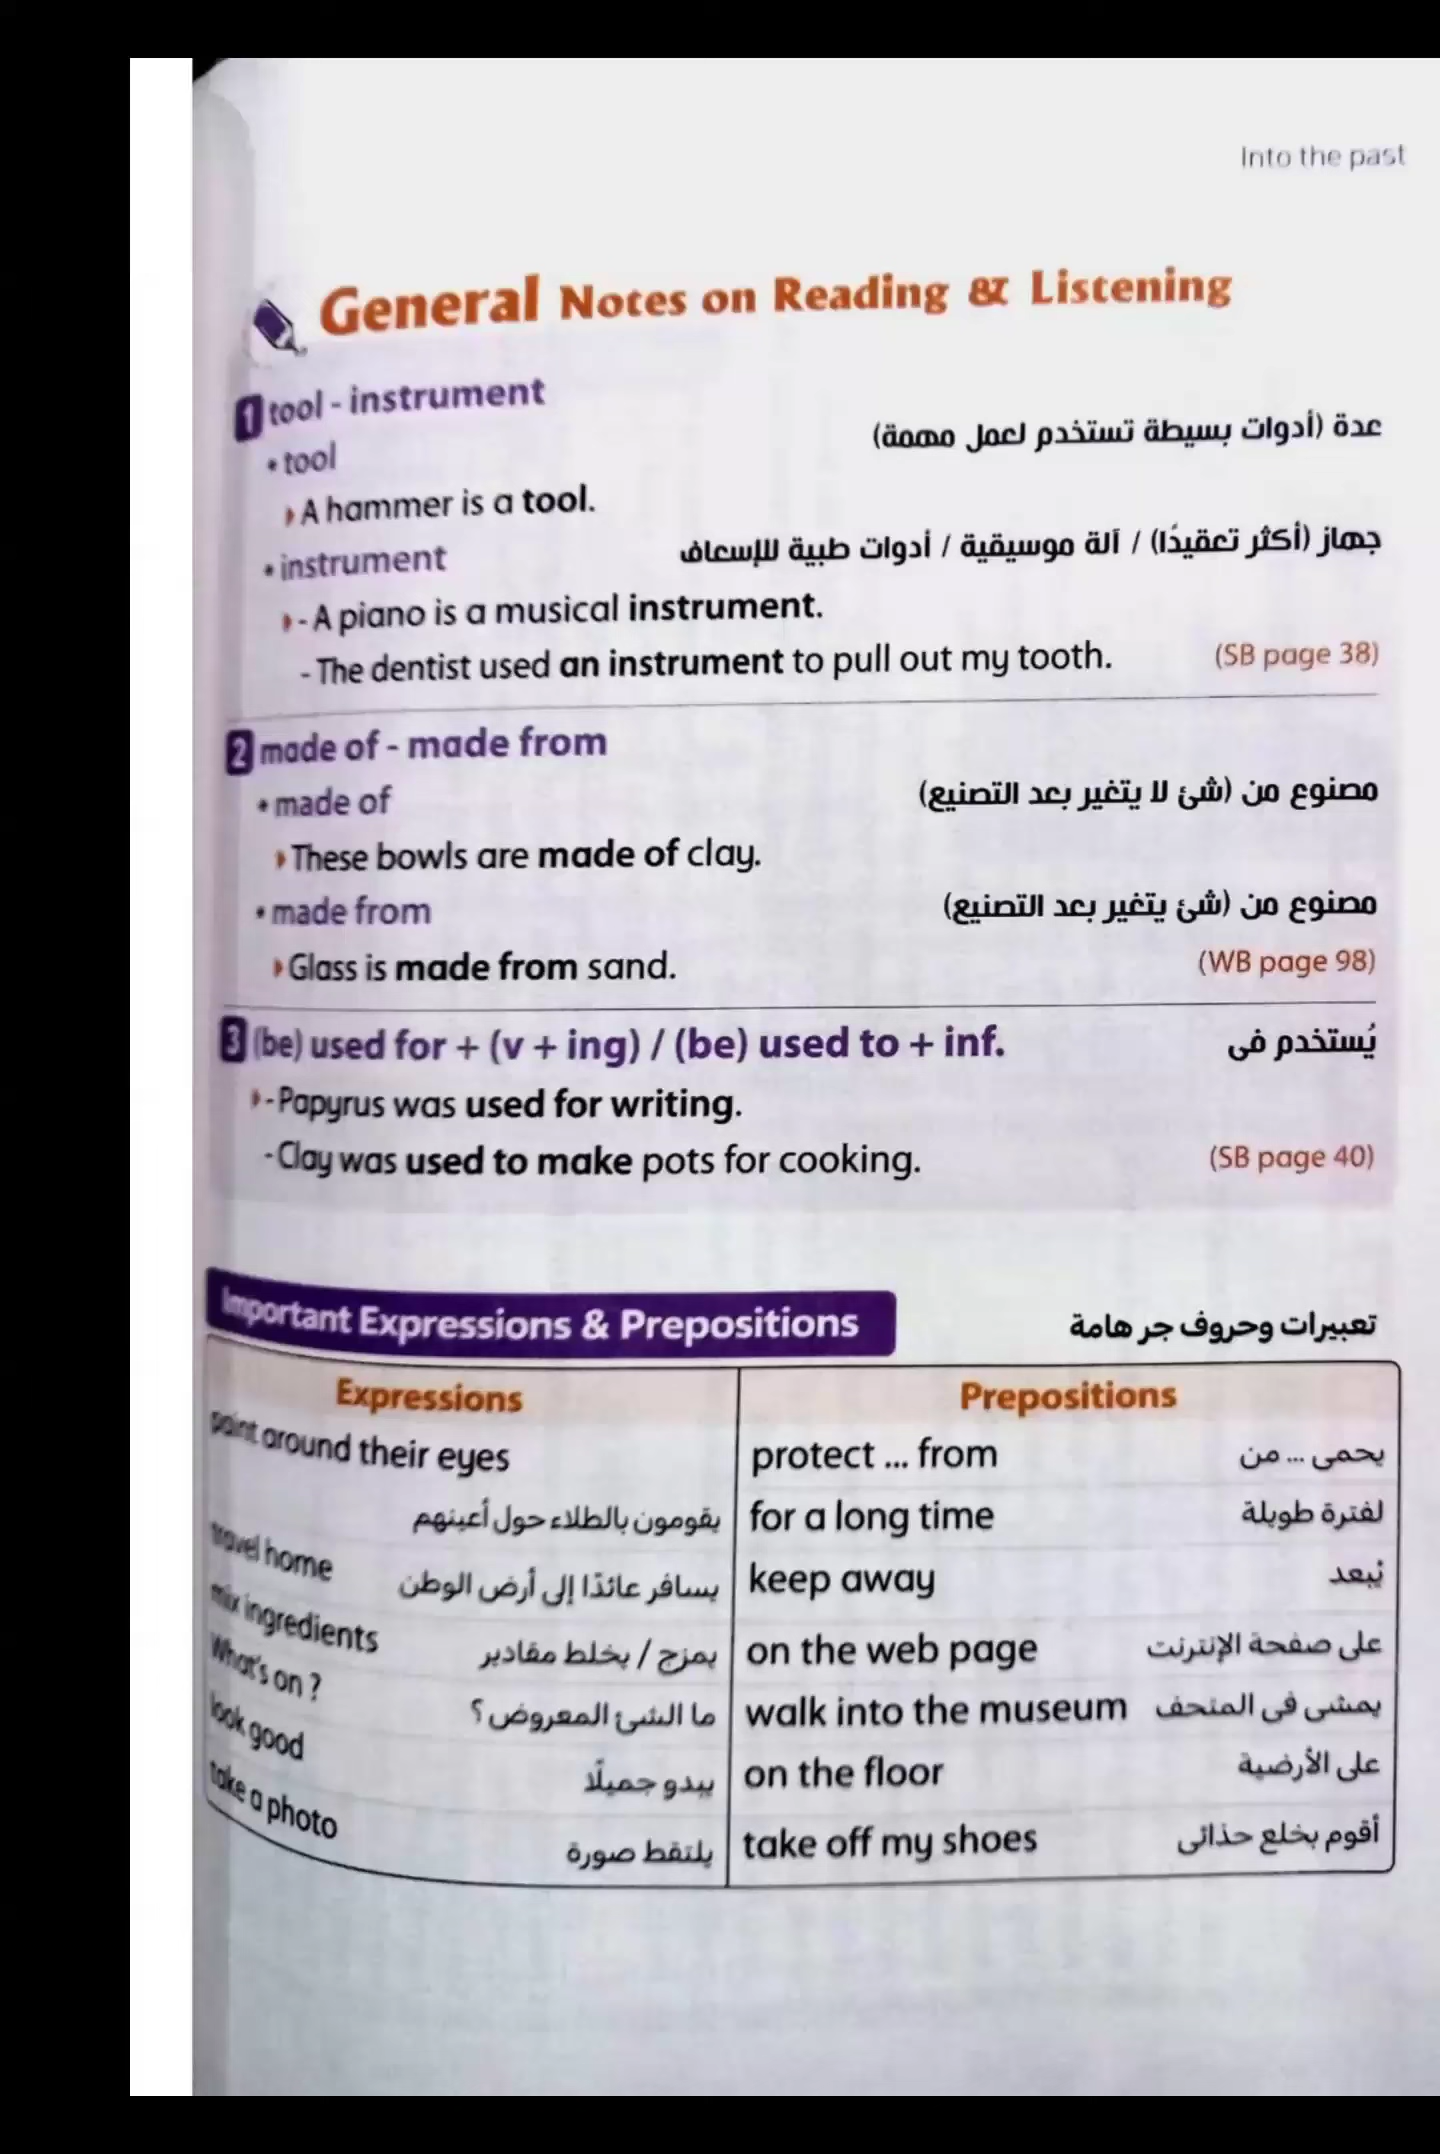 Into the past
General Notes on Reading & Listening
1 tool - instrument
• tool عدة (أدوات بسيطة تستخدم لعمل مهمة)
A hammer is a tool.
• instrument جهاز (أكثر تعقيدًا) / آلة موسيقية / أدوات طبية للإسعاف
- A piano is a musical instrument.
- The dentist used an instrument to pull out my tooth. (SB page 38)
2 made of - made from
• made of مصنوع من (شئ لا يتغير بعد التصنيع)
These bowls are made of clay.
• made from مصنوع من (شئ يتغير بعد التصنيع)
Glass is made from sand. (WB page 98)
3 (be) used for + (v + ing) / (be) used to + inf. يُستخدم فى
- Papyrus was used for writing.
- Clay was used to make pots for cooking. (SB page 40)
Important Expressions & Prepositions تعبيرات وحروف جر هامة
Expressions
paint around their eyes
يقومون بالطلاء حول أعينهم
travel home يسافر عائدًا إلى أرض الوطن
mix ingredients يمزج / يخلط مقادير
What's on ? ما الشئ المعروض ؟
look good يبدو جميلًا
take a photo يلتقط صورة
Prepositions
protect ... from يحمى ... من
for a long time لفترة طويلة
keep away يُبعد
on the web page على صفحة الإنترنت
walk into the museum يمشى فى المتحف
on the floor على الأرضية
take off my shoes أقوم بخلع حذائى